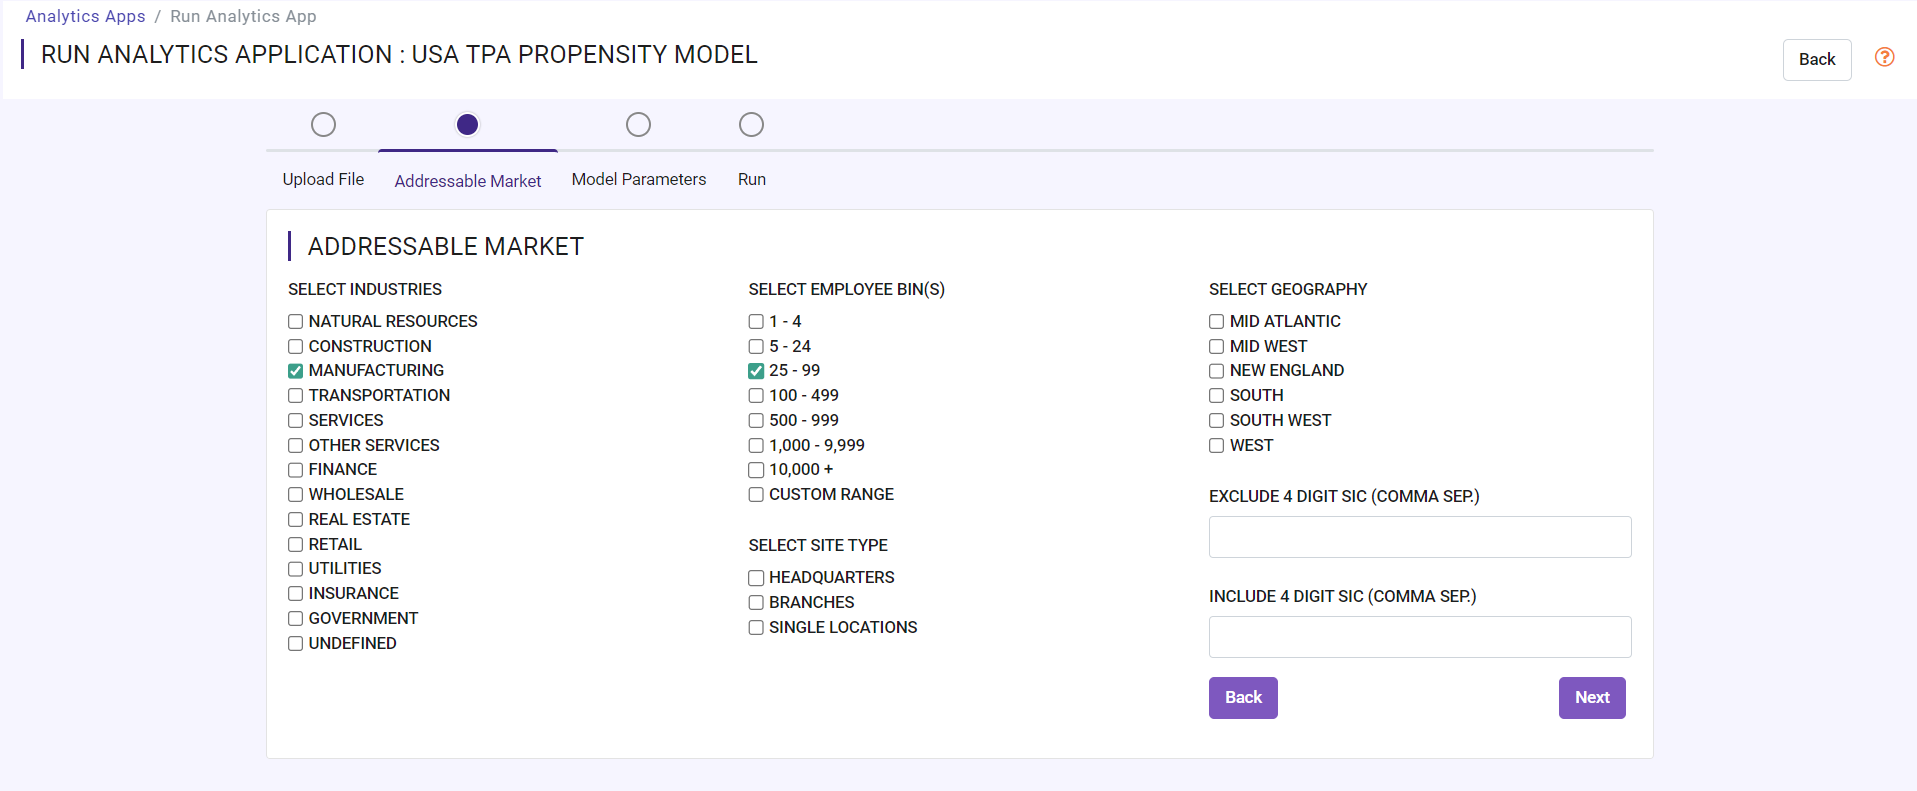 Analytics Apps / Run Analytics App
RUN ANALYTICS APPLICATION : USA TPA PROPENSITY MODEL
Back
Upload File
Addressable Market
Model Parameters
Run
ADDRESSABLE MARKET
SELECT INDUSTRIES
NATURAL RESOURCES
CONSTRUCTION
MANUFACTURING
TRANSPORTATION
SERVICES
OTHER SERVICES
FINANCE
WHOLESALE
REAL ESTATE
RETAIL
UTILITIES
INSURANCE
GOVERNMENT
UNDEFINED
SELECT EMPLOYEE BIN(S)
1 - 4
5 - 24
25 - 99
100 - 499
500 - 999
1,000 - 9,999
10,000 +
CUSTOM RANGE
SELECT SITE TYPE
HEADQUARTERS
BRANCHES
SINGLE LOCATIONS
SELECT GEOGRAPHY
MID ATLANTIC
MID WEST
NEW ENGLAND
SOUTH
SOUTH WEST
WEST
EXCLUDE 4 DIGIT SIC (COMMA SEP.)
INCLUDE 4 DIGIT SIC (COMMA SEP.)
Back
Next